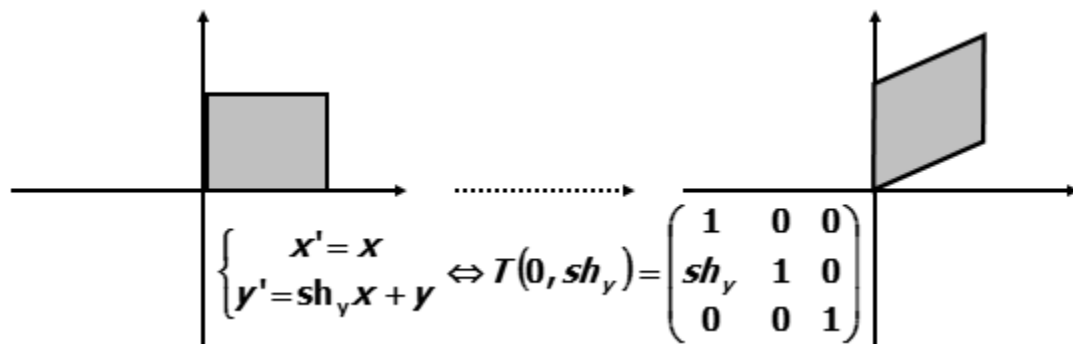 { x' = x
y' = sh_y x + y ⇔ T(0, sh_y) = ( 1 0 0
sh_y 1 0
0 0 1 )